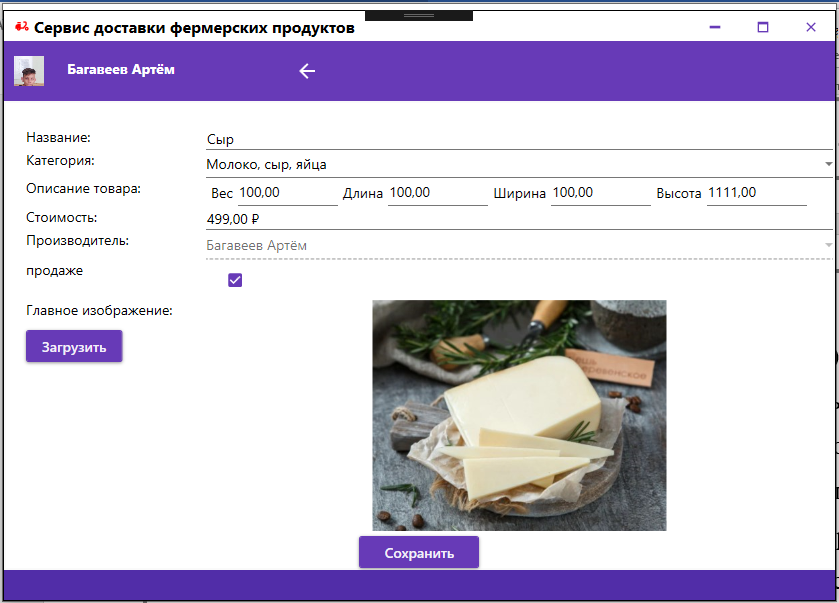 Сервис доставки фермерских продуктов
Багавеев Артём
Название: Сыр
Категория: Молоко, сыр, яйца
Описание товара: Вес 100,00 Длина 100,00 Ширина 100,00 Высота 1111,00
Стоимость: 499,00 ₽
Производитель: Багавеев Артём
продаже
Главное изображение:
Загрузить
Сохранить